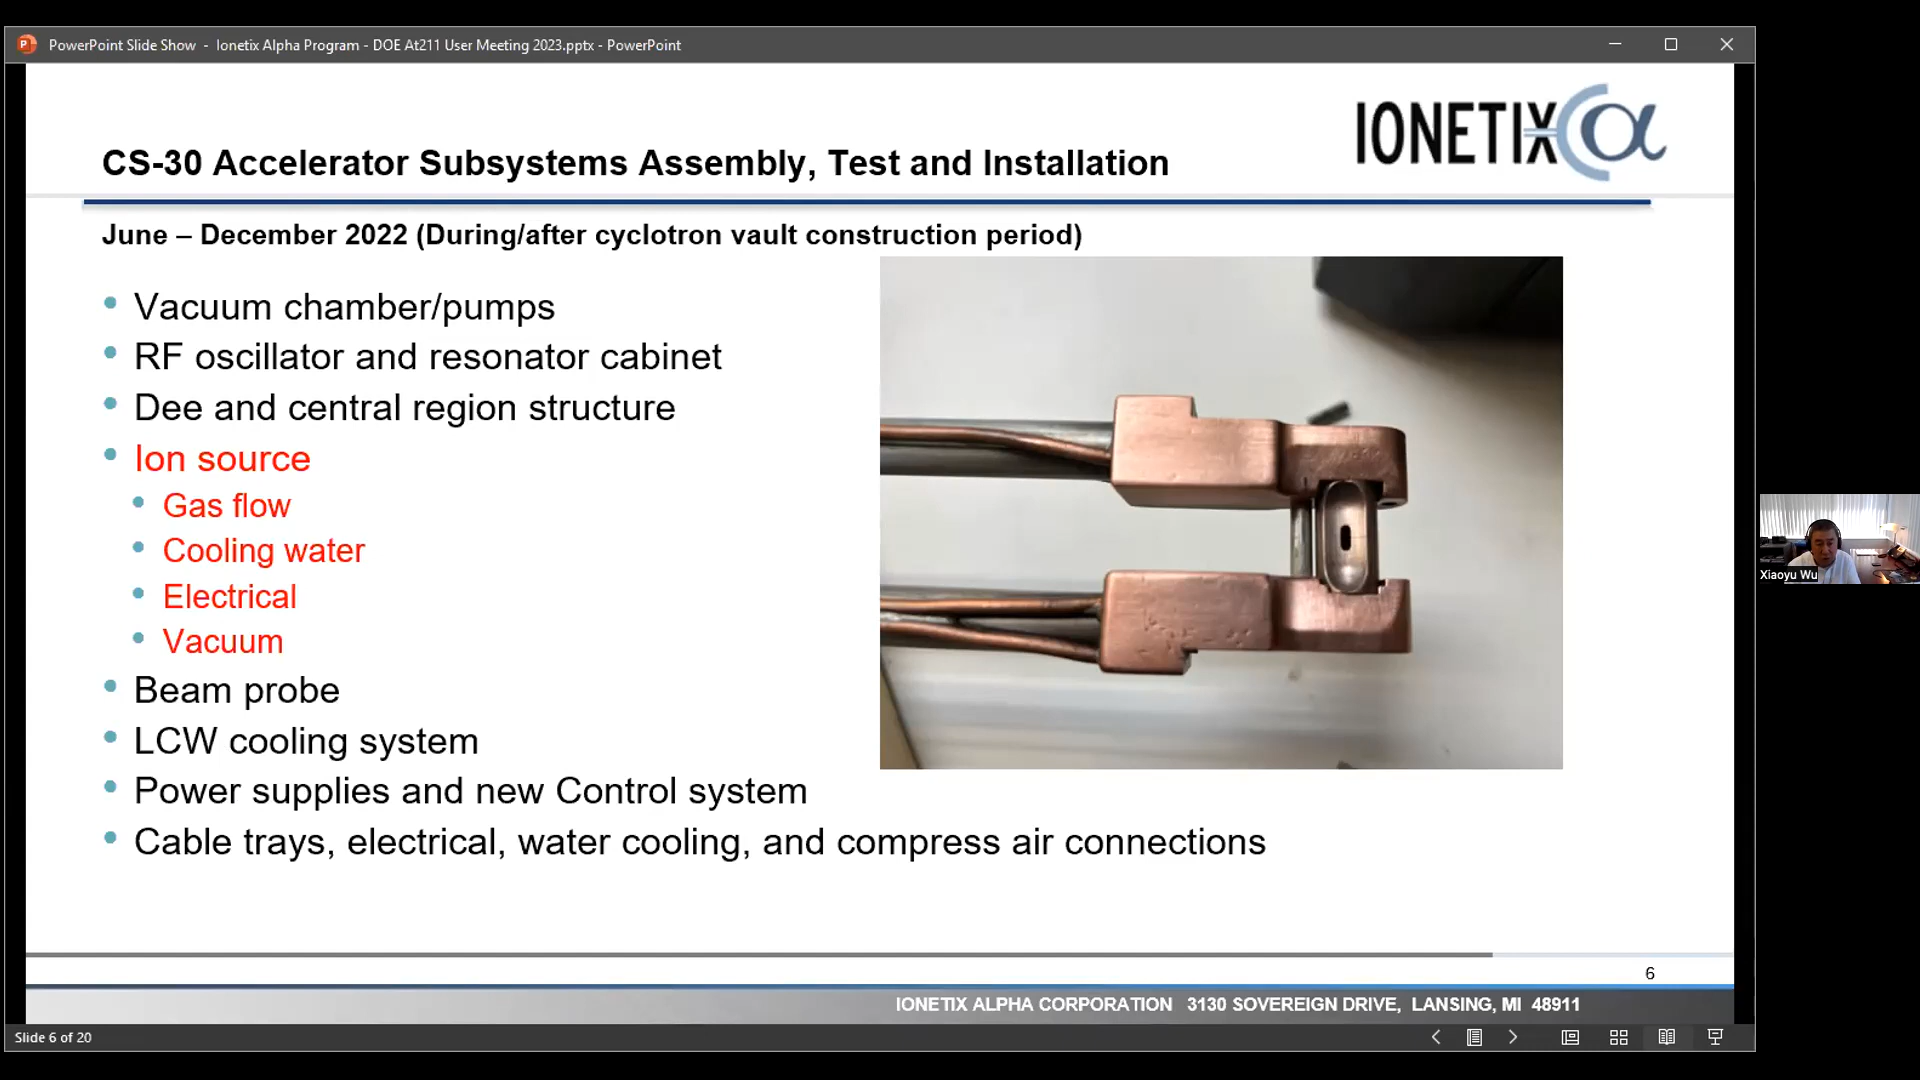 PowerPoint Slide Show - Ionetix Alpha Program - DOE At211 User Meeting 2023.pptx - PowerPoint
IONETIX α
CS-30 Accelerator Subsystems Assembly, Test and Installation
June – December 2022 (During/after cyclotron vault construction period)
• Vacuum chamber/pumps
• RF oscillator and resonator cabinet
• Dee and central region structure
• Ion source
• Gas flow
• Cooling water
• Electrical
• Vacuum
• Beam probe
• LCW cooling system
• Power supplies and new Control system
• Cable trays, electrical, water cooling, and compress air connections
Xiaoyu Wu
6
IONETIX ALPHA CORPORATION 3130 SOVEREIGN DRIVE, LANSING, MI 48911
Slide 6 of 20